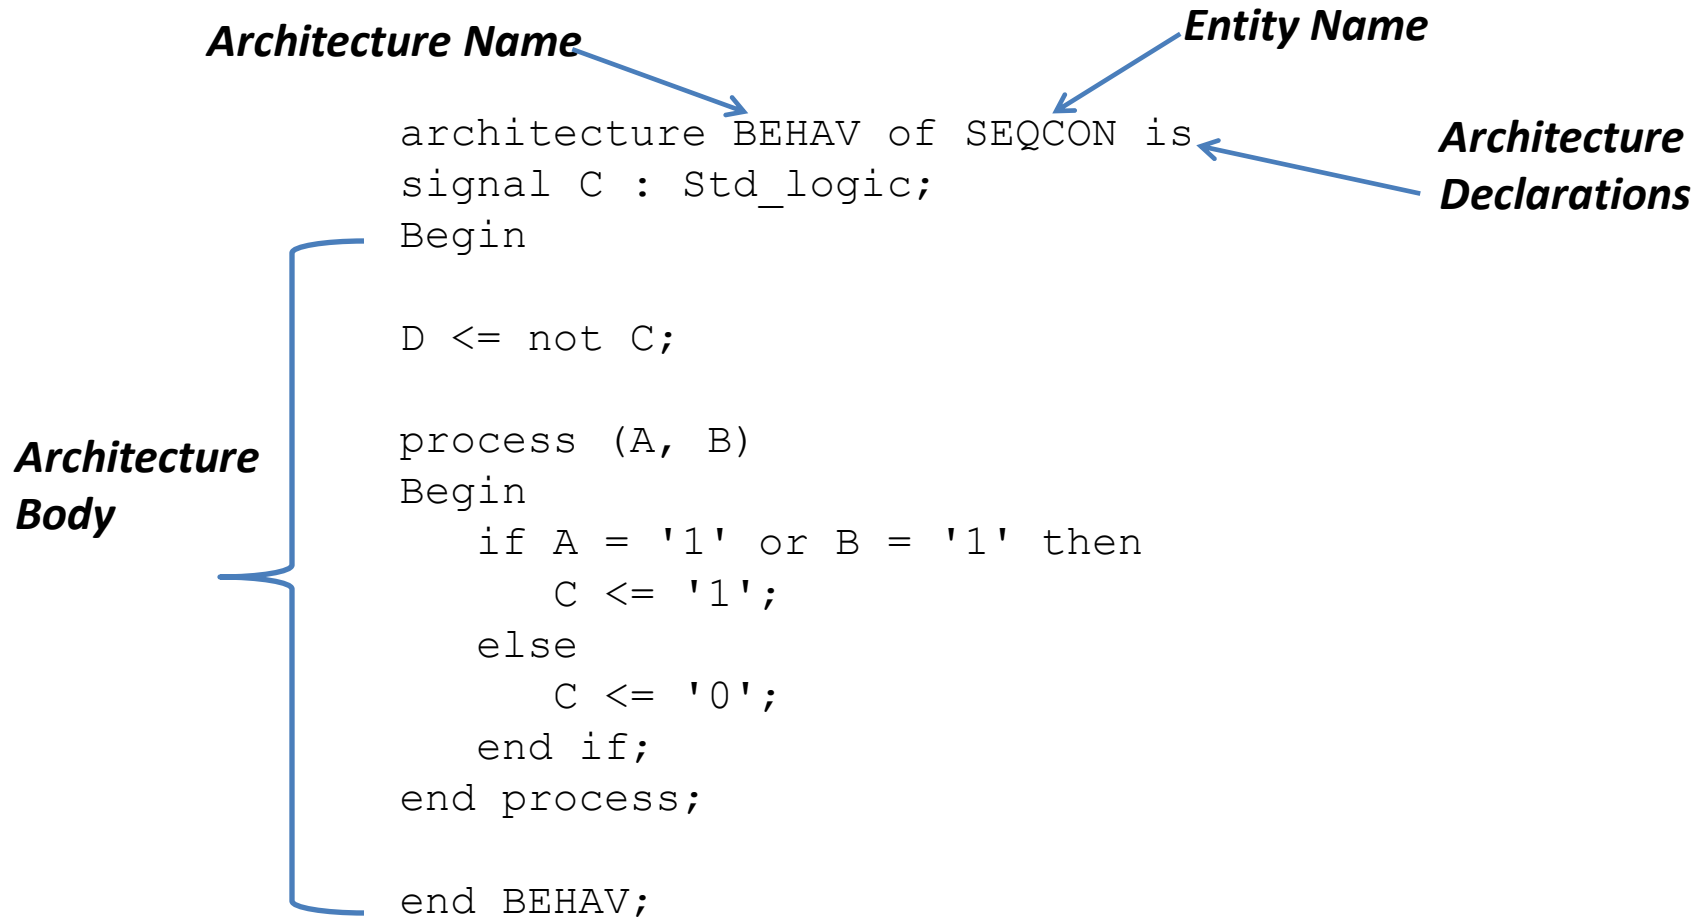 Architecture Name
Entity Name
architecture BEHAV of SEQCON is
Architecture
Declarations
signal C : Std_logic;
Begin
D <= not C;
process (A, B)
Architecture
Body
Begin
if A = '1' or B = '1' then
C <= '1';
else
C <= '0';
end if;
end process;
end BEHAV;